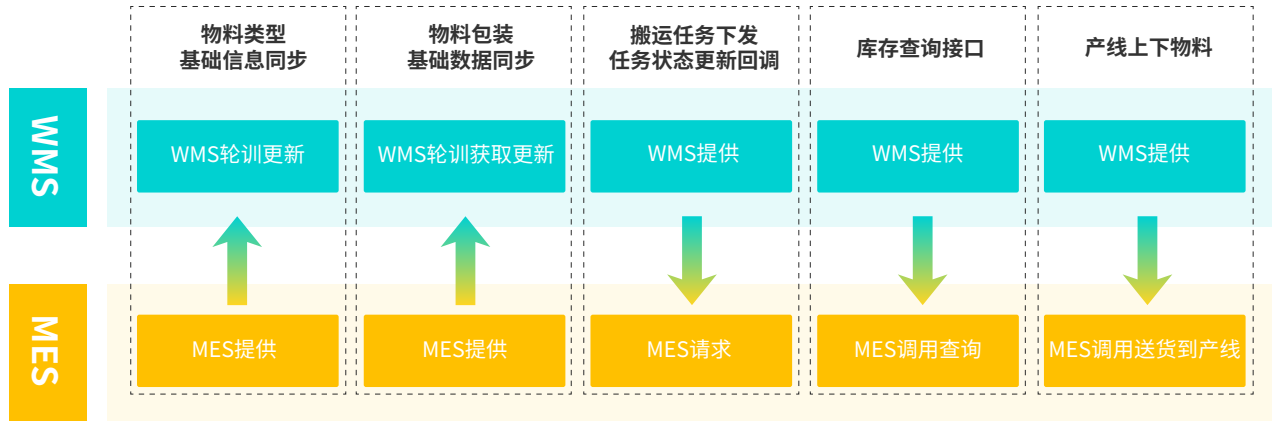 物料类型
基础信息同步
物料包装
基础数据同步
搬运任务下发
任务状态更新回调
库存查询接口
产线上下物料
WMS
WMS轮训更新
WMS轮训获取更新
WMS提供
WMS提供
WMS提供
MES
MES提供
MES提供
MES请求
MES调用查询
MES调用送货到产线